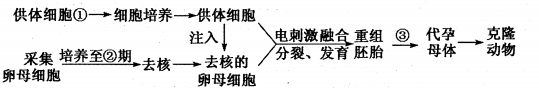 供体细胞① → 细胞培养 → 供体细胞
注入
电刺激融合 重组 ③ 代孕 克隆
分裂、发育 胚胎 → 母体 → 动物
采集 培养至②期 去核 → 去核的
卵母细胞 卵母细胞